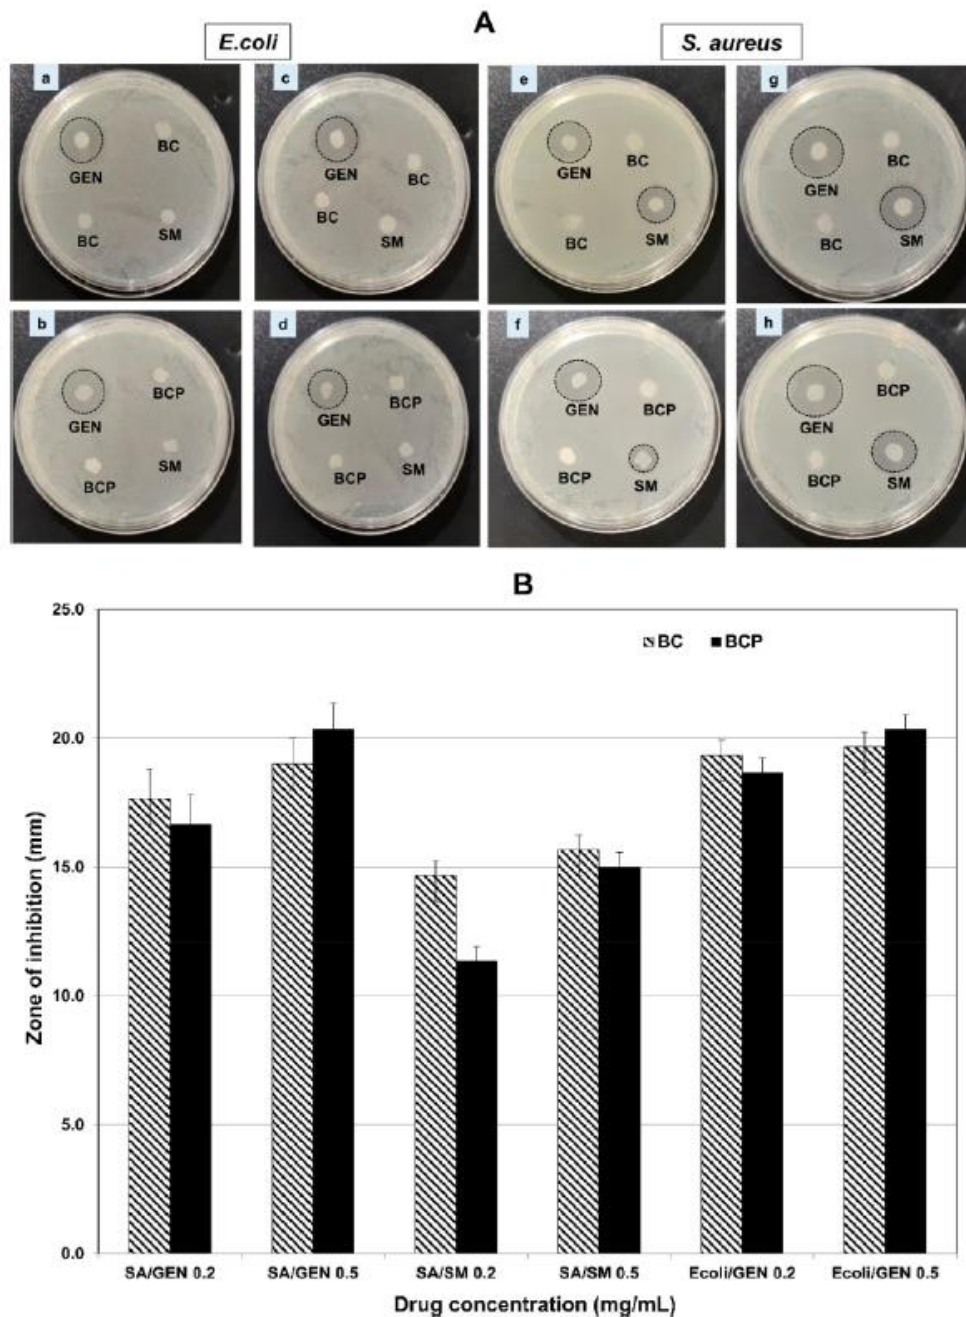 A
E.coli
S. aureus
a
GEN
BC
BC
SM
c
GEN
BC
BC
SM
e
GEN
BC
BC
SM
g
GEN
BC
BC
SM
b
GEN
BCP
BCP
SM
d
GEN
BCP
BCP
SM
f
GEN
BCP
BCP
SM
h
GEN
BCP
BCP
SM
B
BC BCP
Zone of inhibition (mm)
25.0
20.0
15.0
10.0
5.0
0.0
SA/GEN 0.2 SA/GEN 0.5 SA/SM 0.2 SA/SM 0.5 Ecoli/GEN 0.2 Ecoli/GEN 0.5
Drug concentration (mg/mL)